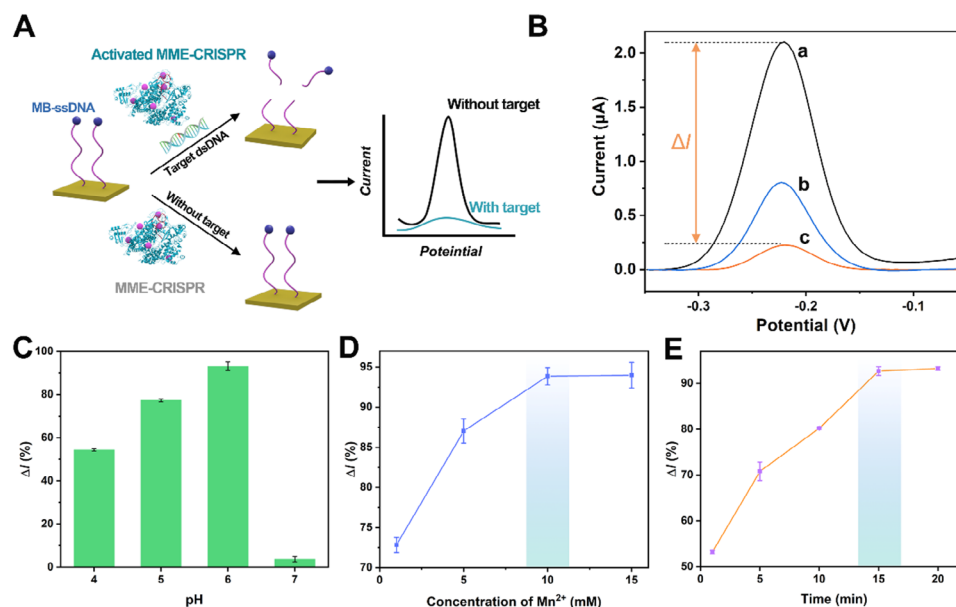 A
Activated MME-CRISPR
MB-ssDNA
Target dsDNA
Without target
MME-CRISPR
Current
Without target
With target
Poteintial
B
Current (μA)
2.0
1.5
1.0
0.5
0.0
ΔI
a
b
c
-0.3
-0.2
-0.1
Potential (V)
C
ΔI (%)
100
80
60
40
20
0
4
5
6
7
pH
D
ΔI (%)
95
90
85
80
75
70
0
5
10
15
Concentration of Mn²⁺ (mM)
E
ΔI (%)
100
90
80
70
60
50
0
5
10
15
20
Time (min)